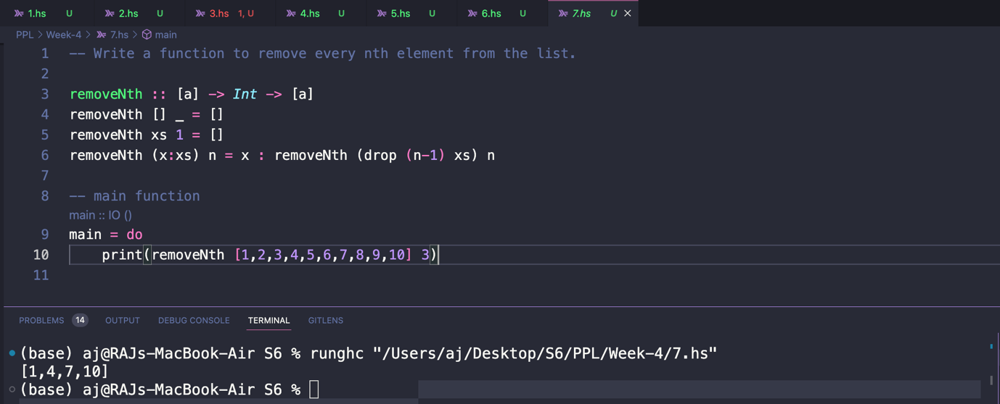 1.hs U 2.hs U 3.hs 1, U 4.hs U 5.hs U 6.hs U 7.hs U ×
PPL > Week-4 > 7.hs > main
1 -- Write a function to remove every nth element from the list.
2
3 removeNth :: [a] -> Int -> [a]
4 removeNth [] _ = []
5 removeNth xs 1 = []
6 removeNth (x:xs) n = x : removeNth (drop (n-1) xs) n
7
8 -- main function
main :: IO ()
9 main = do
10 print(removeNth [1,2,3,4,5,6,7,8,9,10] 3)
11
PROBLEMS 14 OUTPUT DEBUG CONSOLE TERMINAL GITLENS
(base) aj@RAJs-MacBook-Air S6 % runghc "/Users/aj/Desktop/S6/PPL/Week-4/7.hs"
[1,4,7,10]
(base) aj@RAJs-MacBook-Air S6 %